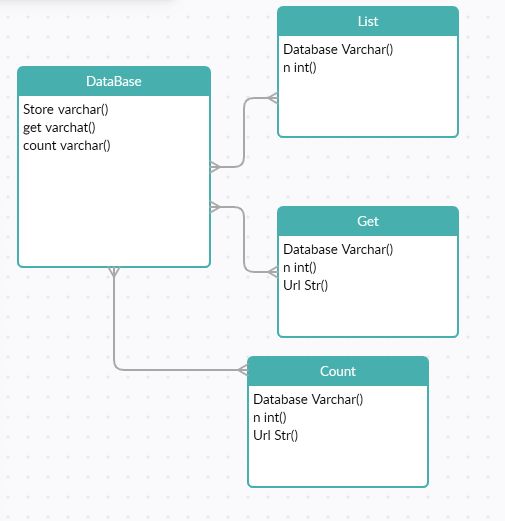 DataBase
Store varchar()
get varchat()
count varchar()
List
Database Varchar()
n int()
Get
Database Varchar()
n int()
Url Str()
Count
Database Varchar()
n int()
Url Str()